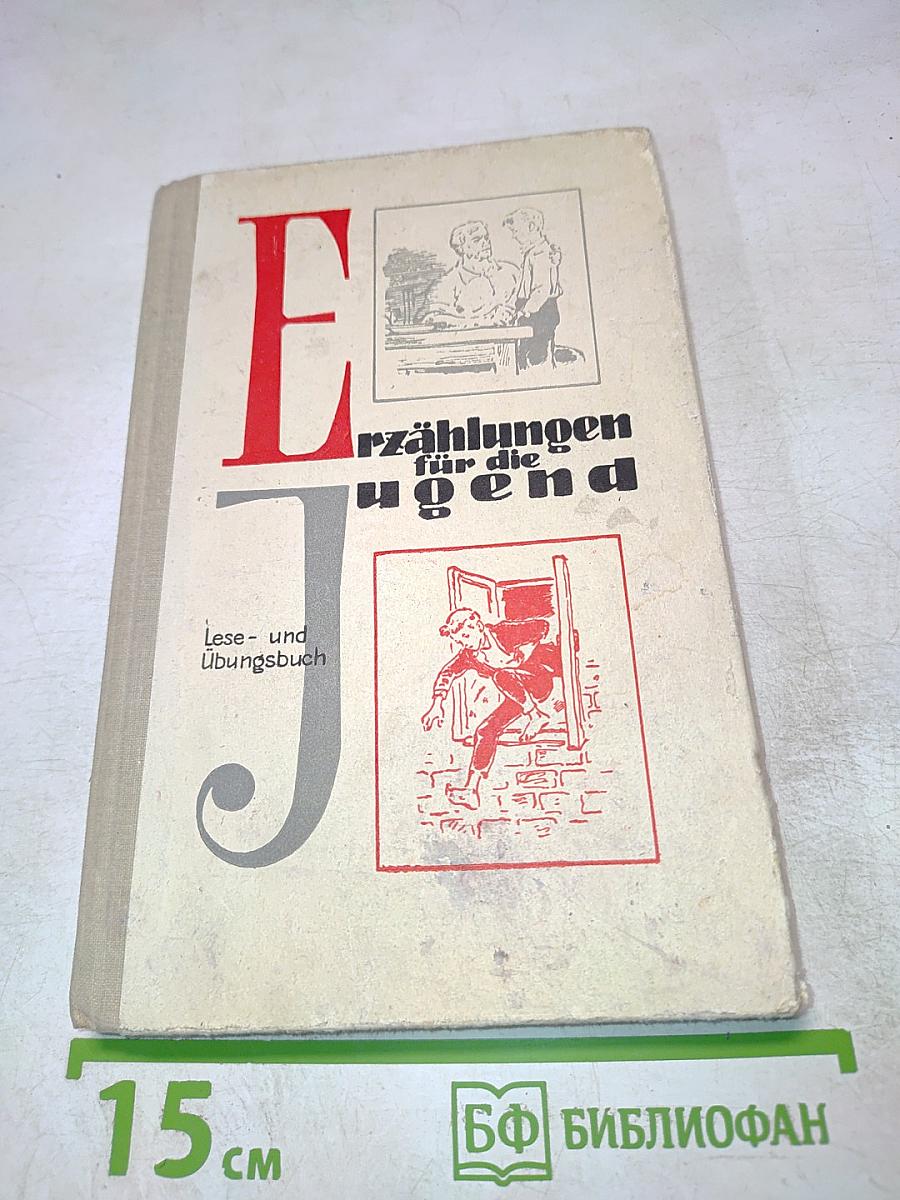 Erzählungen
für die
Jugend
Lese- und
Übungsbuch
15 см
БФ БИБЛИОФАН